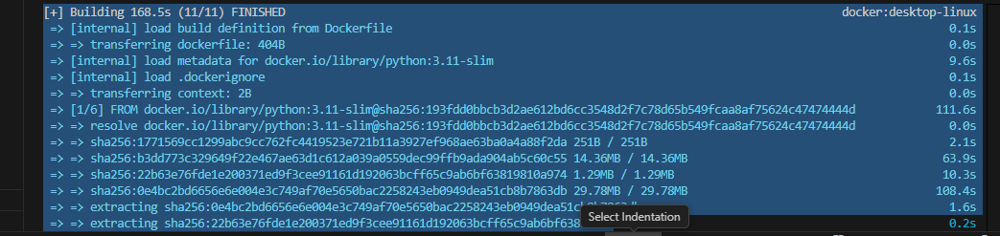 [+] Building 168.5s (11/11) FINISHED docker:desktop-linux
=> [internal] load build definition from Dockerfile 0.1s
=> => transferring dockerfile: 404B 0.0s
=> [internal] load metadata for docker.io/library/python:3.11-slim 9.6s
=> [internal] load .dockerignore 0.1s
=> => transferring context: 2B 0.0s
=> [1/6] FROM docker.io/library/python:3.11-slim@sha256:193fdd0bbcb3d2ae612bd6cc3548d2f7c78d65b549fcaa8af75624c47474444d 111.6s
=> => resolve docker.io/library/python:3.11-slim@sha256:193fdd0bbcb3d2ae612bd6cc3548d2f7c78d65b549fcaa8af75624c47474444d 0.0s
=> => sha256:1771569cc1299abc9cc762fc4419523e721b11a3927ef968ae63ba0a4a88f2da 251B / 251B 2.1s
=> => sha256:b3dd773c329649f22e467ae63d1c612a039a0559dec99ffb9ada904ab5c60c55 14.36MB / 14.36MB 63.9s
=> => sha256:22b63e76fde1e200371ed9f3cee91161d192063bcff65c9ab6bf63819810a974 1.29MB / 1.29MB 10.3s
=> => sha256:0e4bc2bd6656e6e004e3c749af70e5650bac2258243eb0949dea51cb8b7863db 29.78MB / 29.78MB 108.4s
=> => extracting sha256:0e4bc2bd6656e6e004e3c749af70e5650bac2258243eb0949dea51cb8b7863db 1.6s
Select Indentation
=> => extracting sha256:22b63e76fde1e200371ed9f3cee91161d192063bcff65c9ab6bf638 0.2s